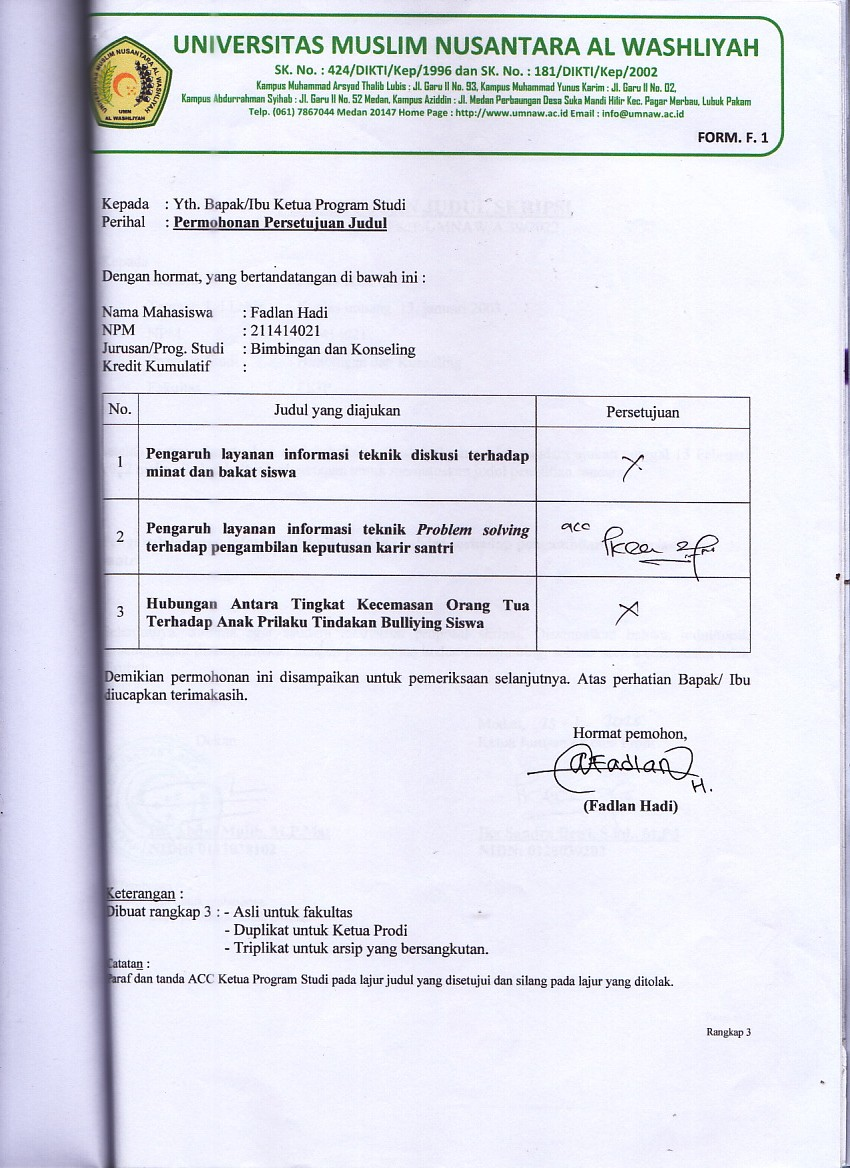 UNIVERSITAS MUSLIM NUSANTARA AL WASHLIYAH
SK. No. : 424/DIKTI/Kep/1996 dan SK. No. : 181/DIKTI/Kep/2002
Kampus Muhammad Arsyad Thalib Lubis : Jl. Garu II No. 93, Kampus Muhammad Yunus Karim : Jl. Garu II No. 02,
Kampus Abdurrahman Syihab : Jl. Garu II No. 52 Medan, Kampus Aziddin : Jl. Medan Perbaungan Desa Suka Mandi Hilir Kec. Pagar Merbau, Lubuk Pakam
Telp. (061) 7867044 Medan 20147 Home Page : http://www.umnaw.ac.id Email : info@umnaw.ac.id
UMN
AL WASHLIYAH
FORM. F. 1
Kepada : Yth. Bapak/Ibu Ketua Program Studi
Perihal : Permohonan Persetujuan Judul
Dengan hormat, yang bertandatangan di bawah ini :
Nama Mahasiswa : Fadlan Hadi
NPM : 211414021
Jurusan/Prog. Studi : Bimbingan dan Konseling
Kredit Kumulatif :
No. Judul yang diajukan Persetujuan
1 Pengaruh layanan informasi teknik diskusi terhadap
minat dan bakat siswa
2 Pengaruh layanan informasi teknik Problem solving
terhadap pengambilan keputusan karir santri
acc
3 Hubungan Antara Tingkat Kecemasan Orang Tua
Terhadap Anak Prilaku Tindakan Bulliying Siswa
Demikian permohonan ini disampaikan untuk pemeriksaan selanjutnya. Atas perhatian Bapak/ Ibu
diucapkan terimakasih.
Hormat pemohon,
Fadlan H.
(Fadlan Hadi)
Keterangan :
Dibuat rangkap 3 : - Asli untuk fakultas
- Duplikat untuk Ketua Prodi
- Triplikat untuk arsip yang bersangkutan.
Catatan :
Paraf dan tanda ACC Ketua Program Studi pada lajur judul yang disetujui dan silang pada lajur yang ditolak.
Rangkap 3